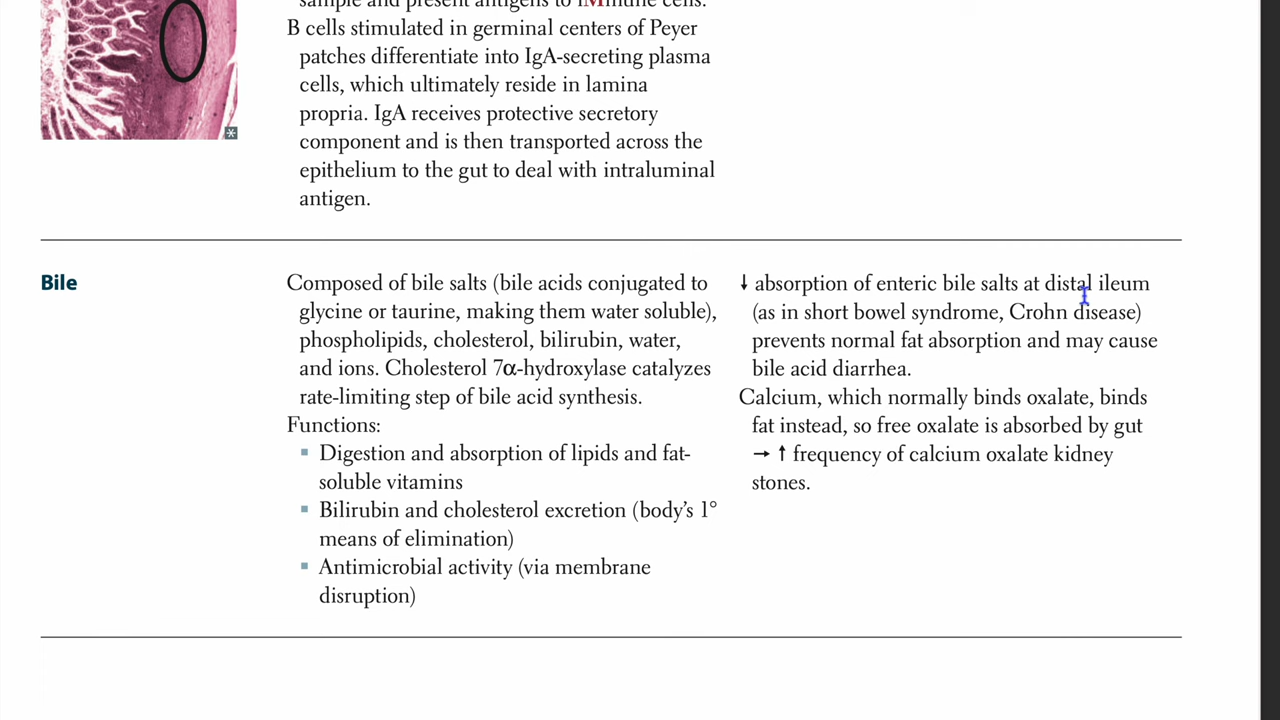 sample and present antigens to iMmune cells.
B cells stimulated in germinal centers of Peyer
patches differentiate into IgA-secreting plasma
cells, which ultimately reside in lamina
propria. IgA receives protective secretory
component and is then transported across the
epithelium to the gut to deal with intraluminal
antigen.
Bile
Composed of bile salts (bile acids conjugated to
glycine or taurine, making them water soluble),
phospholipids, cholesterol, bilirubin, water,
and ions. Cholesterol 7α-hydroxylase catalyzes
rate-limiting step of bile acid synthesis.
Functions:
▪ Digestion and absorption of lipids and fat-
soluble vitamins
▪ Bilirubin and cholesterol excretion (body’s 1°
means of elimination)
▪ Antimicrobial activity (via membrane
disruption)
↓ absorption of enteric bile salts at distal ileum
(as in short bowel syndrome, Crohn disease)
prevents normal fat absorption and may cause
bile acid diarrhea.
Calcium, which normally binds oxalate, binds
fat instead, so free oxalate is absorbed by gut
→ ↑ frequency of calcium oxalate kidney
stones.